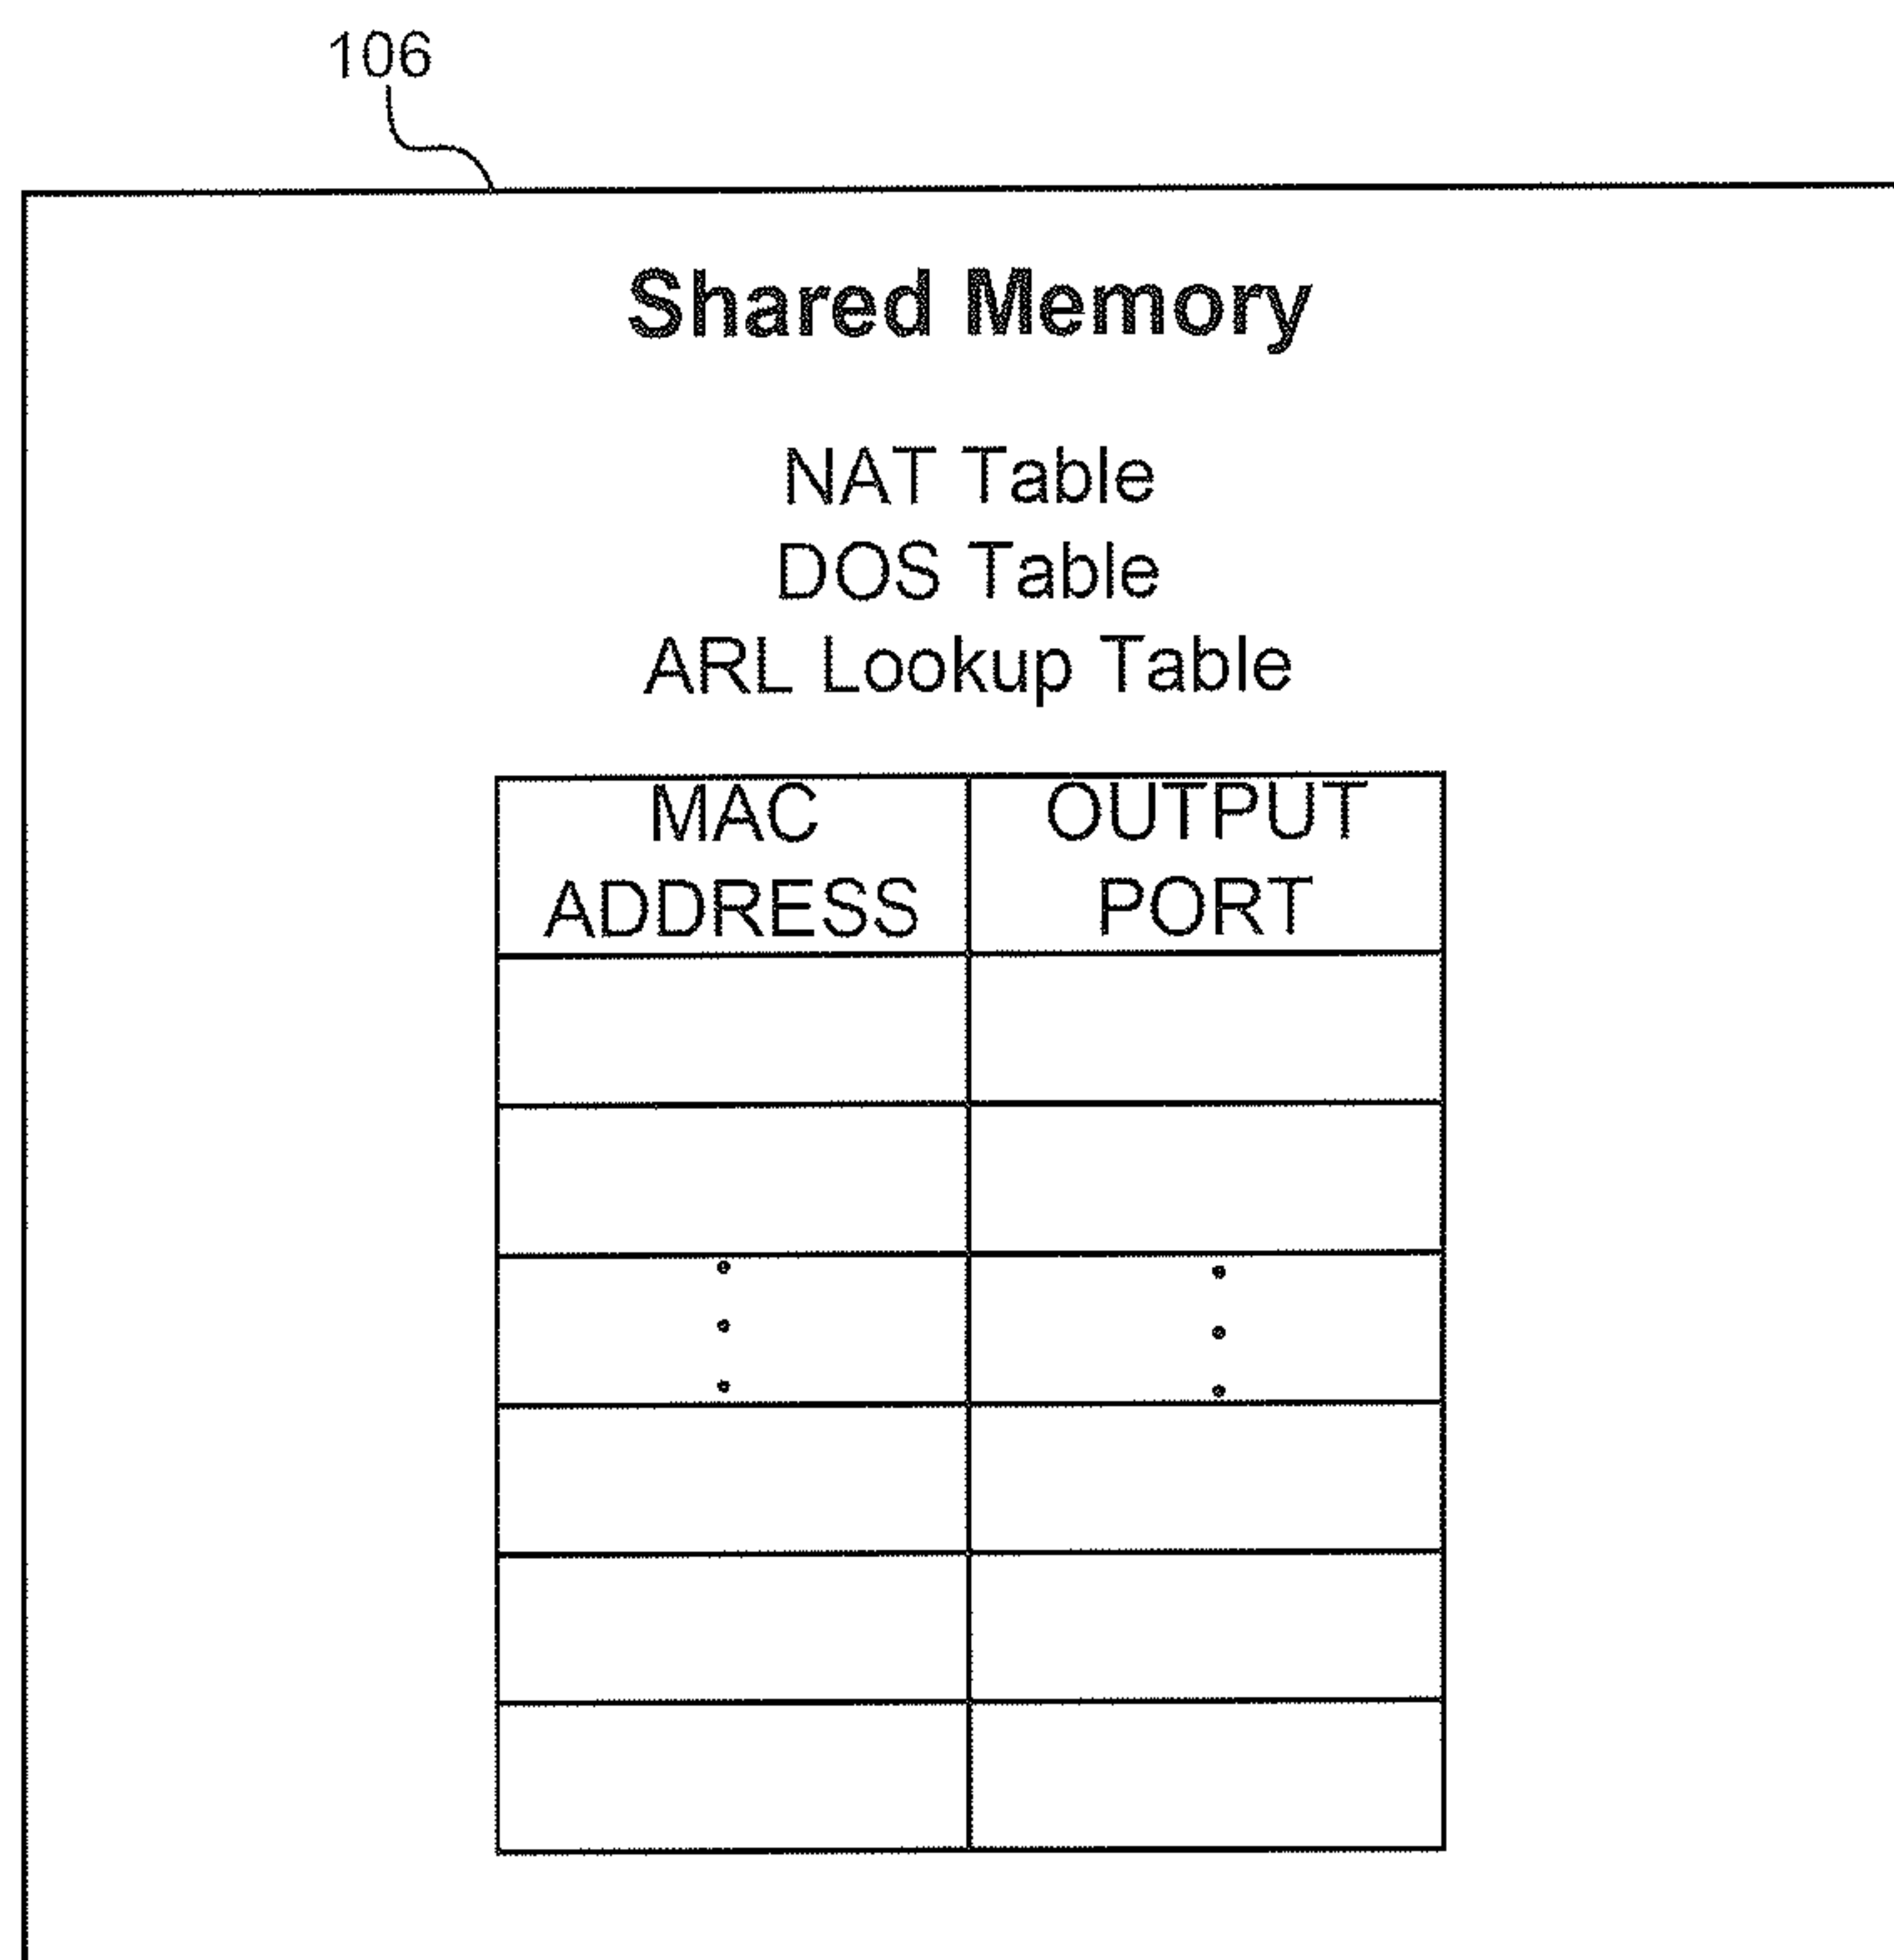 106
Shared Memory
NAT Table
DOS Table
ARL Lookup Table
MAC ADDRESS
OUTPUT PORT